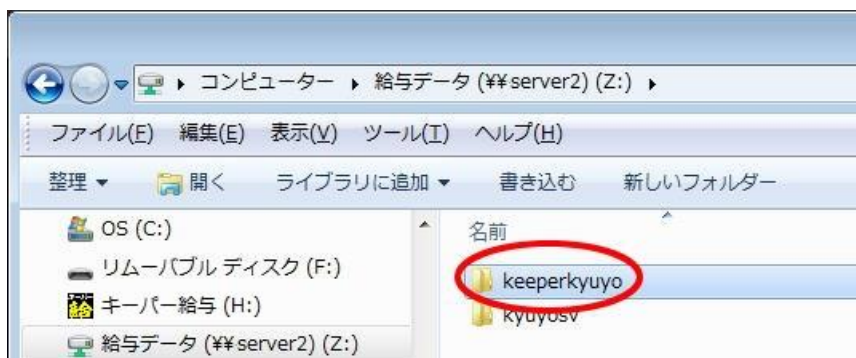 コンピューター 給与データ (¥¥server2) (Z:)
ファイル(F) 編集(E) 表示(V) ツール(T) ヘルプ(H)
整理 開く ライブラリに追加 書き込む 新しいフォルダー
OS (C:)
リムーバブル ディスク (F:)
キーパー給与 (H:)
給与データ (¥¥server2) (Z:)
名前
keeperkyuyo
kyuyosv